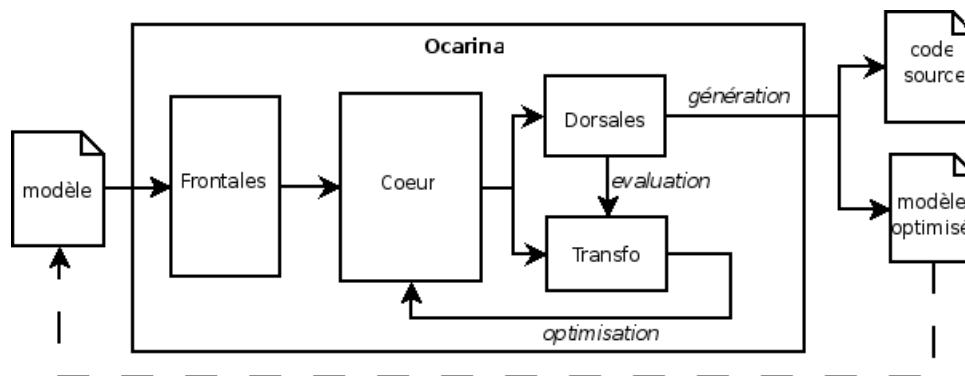 Ocarina
modèle
Frontales
Coeur
Dorsales
evaluation
Transfo
optimisation
génération
code
source
modèle
optimisé